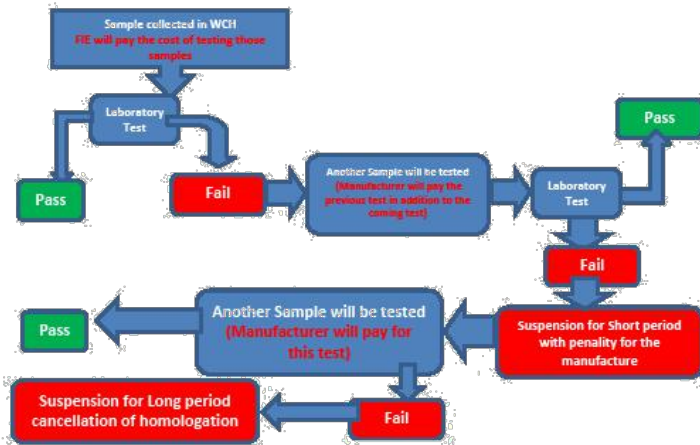 Sample collected in WCH
FIE will pay the cost of testing those
samples
Laboratory
Test
Pass
Fail
Another Sample will be tested
(Manufacturer will pay the
previous test in addition to the
coming test)
Laboratory
Test
Pass
Fail
Suspension for Short period
with penality for the
manufacture
Another Sample will be tested
(Manufacturer will pay for
this test)
Pass
Fail
Suspension for Long period
cancellation of homologation